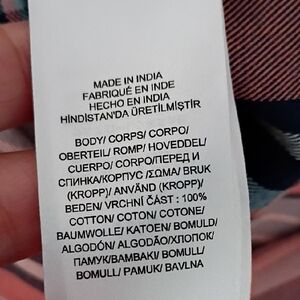 MADE IN INDIA
FABRIQUÉ EN INDE
HECHO EN INDIA
HİNDİSTAN'DA ÜRETİLMİŞTİR
BODY/ CORPS/ CORPO/
OBERTEIL/ ROMP/ HOVEDDEL/
CUERPO/ CORPO/ПЕРЕД И
СПИНКА/КОРПУС /ΣΩΜΑ/ BRUK
(KROPP)/ ANVÄND (KROPP)/
BEDEN/ VRCHNÍ ČÁST : 100%
COTTON/ COTON/ COTONE/
BAUMWOLLE/ KATOEN/ BOMULD/
ALGODÓN/ ALGODÃO/ХЛОПОК/
ПАМУК/ΒΑΜΒΑΚΙ/ BOMULL/
BOMULL/ PAMUK/ BAVLNA